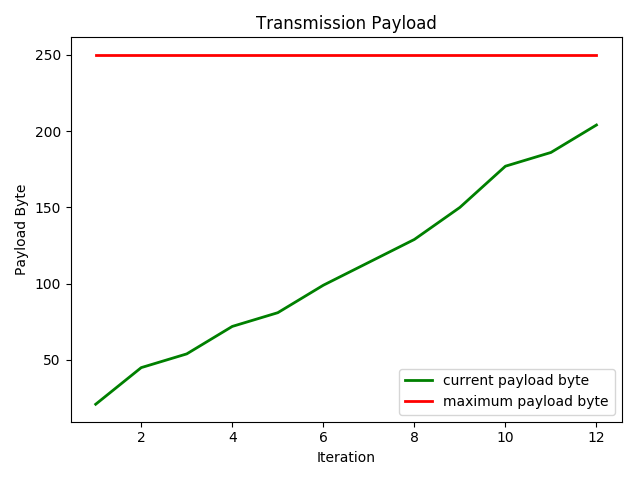 Transmission Payload
250
200
150
100
50
Payload Byte
current payload byte
maximum payload byte
2 4 6 8 10 12
Iteration